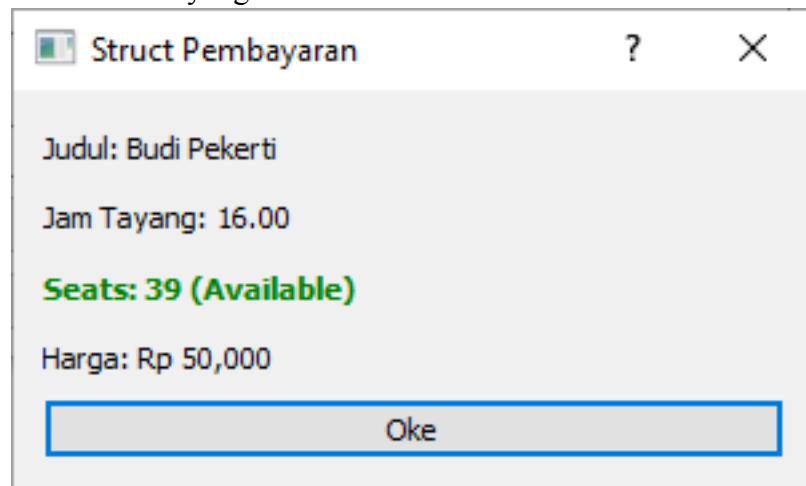 Struct Pembayaran ?
Judul: Budi Pekerti
Jam Tayang: 16.00
Seats: 39 (Available)
Harga: Rp 50,000
Oke